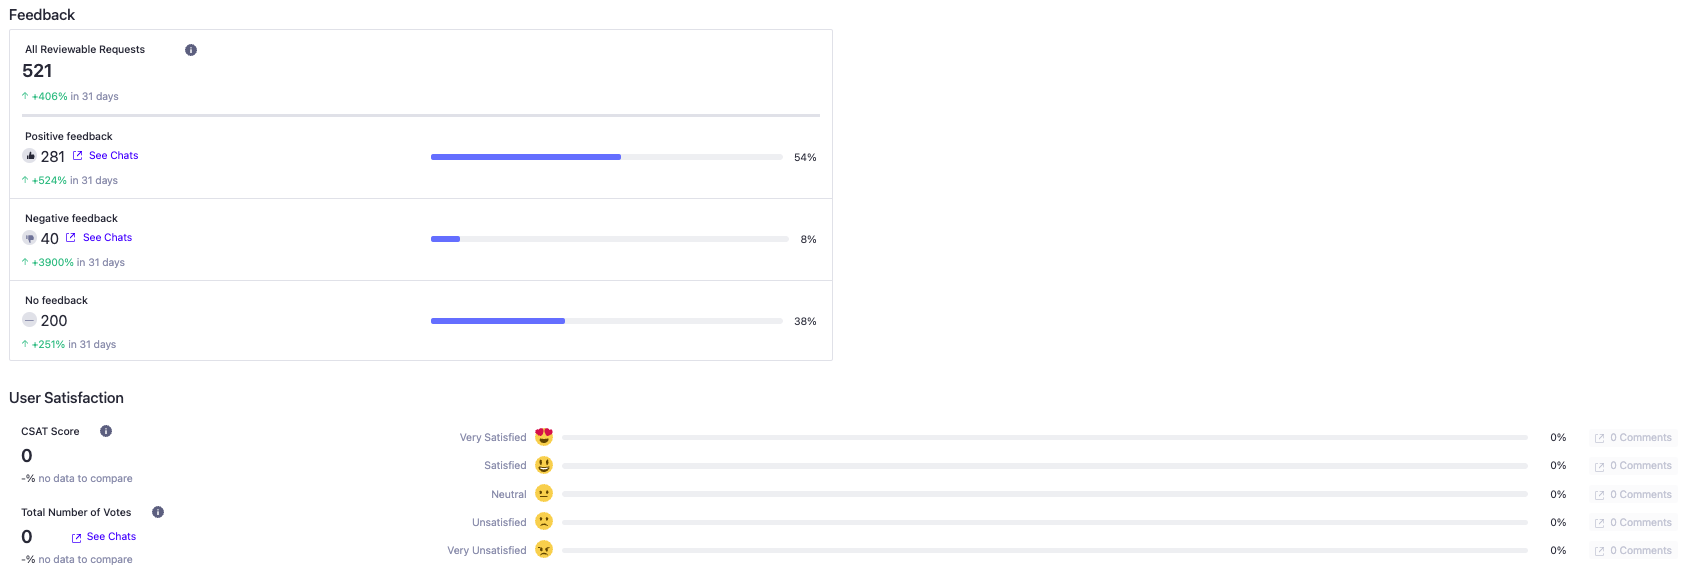 Feedback
All Reviewable Requests
521
↑ +406% in 31 days
Positive feedback
281 See Chats
54%
↑ +524% in 31 days
Negative feedback
40 See Chats
8%
↑ +3900% in 31 days
No feedback
200
38%
↑ +251% in 31 days
User Satisfaction
CSAT Score
0
-% no data to compare
Total Number of Votes
0 See Chats
-% no data to compare
Very Satisfied 0% 0 Comments
Satisfied 0% 0 Comments
Neutral 0% 0 Comments
Unsatisfied 0% 0 Comments
Very Unsatisfied 0% 0 Comments